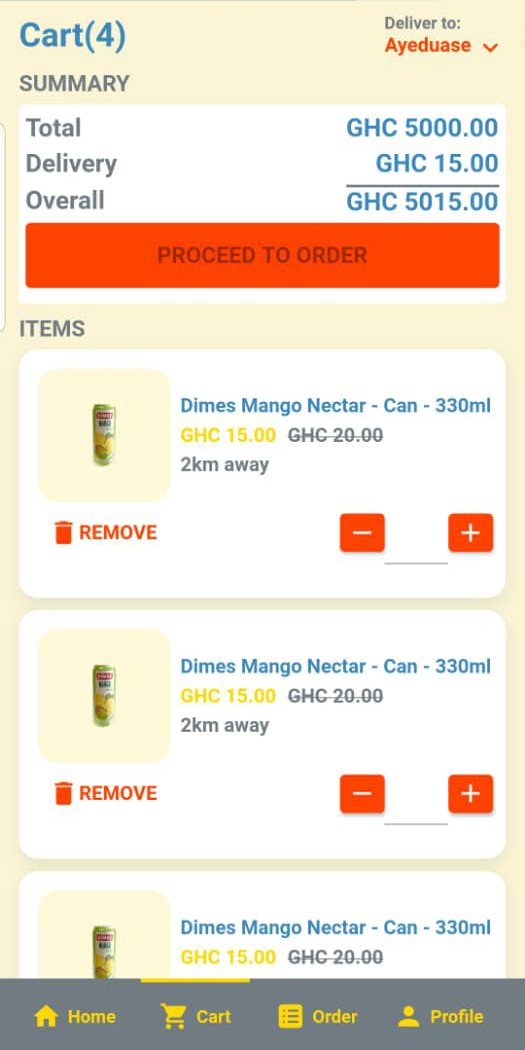 Cart(4)
Deliver to:
Ayeduase
SUMMARY
Total GHC 5000.00
Delivery GHC 15.00
Overall GHC 5015.00
PROCEED TO ORDER
ITEMS
Dimes Mango Nectar - Can - 330ml
GHC 15.00 GHC 20.00
2km away
REMOVE
Dimes Mango Nectar - Can - 330ml
GHC 15.00 GHC 20.00
2km away
REMOVE
Dimes Mango Nectar - Can - 330ml
GHC 15.00 GHC 20.00
Home Cart Order Profile